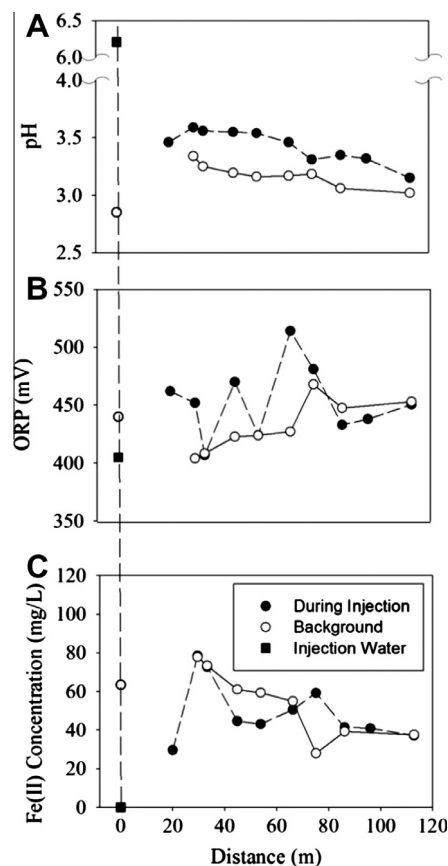 A
6.5
6.0
4.0
3.5
3.0
2.5
pH
B
550
500
450
400
350
ORP (mV)
C
120
100
80
60
40
20
0
Fe(II) Concentration (mg/L)
During Injection
Background
Injection Water
0 20 40 60 80 100 120
Distance (m)